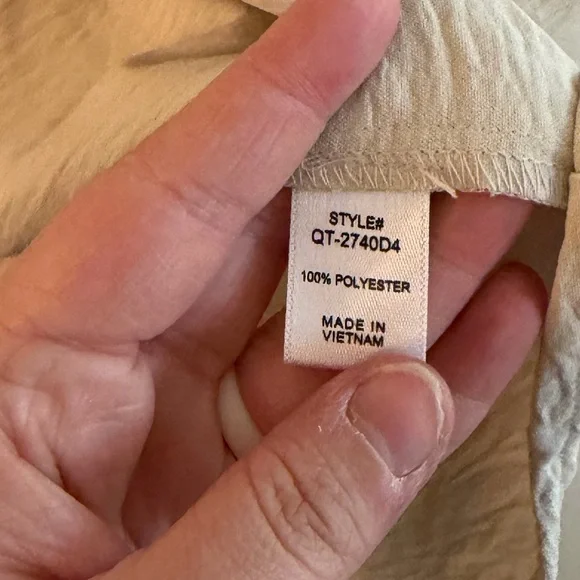 STYLE#
QT-2740D4
100% POLYESTER
MADE IN
VIETNAM